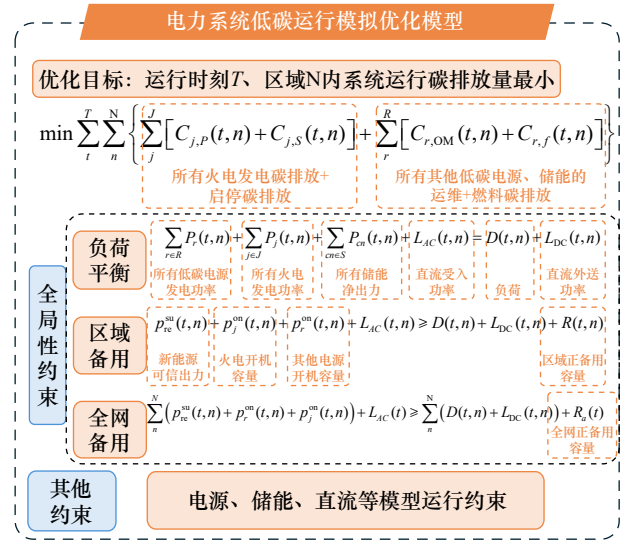 电力系统低碳运行模拟优化模型
优化目标：运行时刻T、区域N内系统运行碳排放量最小
min∑_t^T∑_n^N{∑_j^J[C_{j,P}(t,n)+C_{j,S}(t,n)]+∑_r^R[C_{r,OM}(t,n)+C_{r,f}(t,n)]}
所有火电发电碳排放+
启停碳排放
所有其他低碳电源、储能的
运维+燃料碳排放
全局性约束
负荷
平衡
∑_{r∈R}P_r(t,n)+∑_{j∈J}P_j(t,n)+∑_{cn∈S}P_{cn}(t,n)+L_{AC}(t,n)=D(t,n)+L_{DC}(t,n)
所有低碳电源
发电功率
所有火电
发电功率
所有储能
净出力
直流受入
功率
负荷
直流外送
功率
区域
备用
p_{re}^{su}(t,n)+p_j^{on}(t,n)+p_r^{on}(t,n)+L_{AC}(t,n)⩾D(t,n)+L_{DC}(t,n)+R(t,n)
新能源
可信出力
火电开机
容量
其他电源
开机容量
区域正备用
容量
全网
备用
∑_n^N(p_{re}^{su}(t,n)+p_r^{on}(t,n)+p_j^{on}(t,n))+L_{AC}(t)⩾∑_n^N(D(t,n)+L_{DC}(t,n))+R_a(t)
全网正备用
容量
其他
约束
电源、储能、直流等模型运行约束